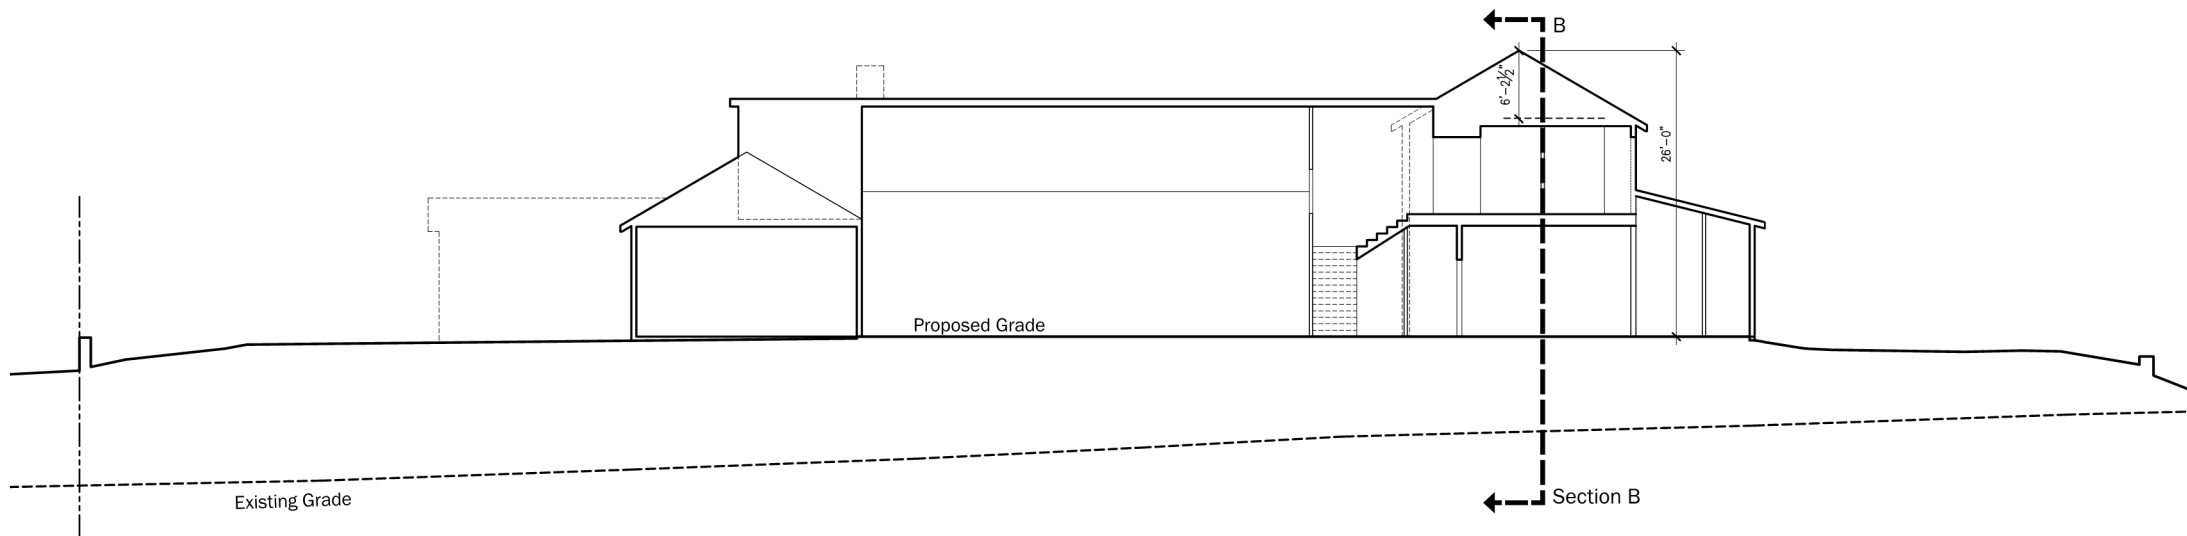 B
6'-2½"
26'-0"
Proposed Grade
Existing Grade
Section B